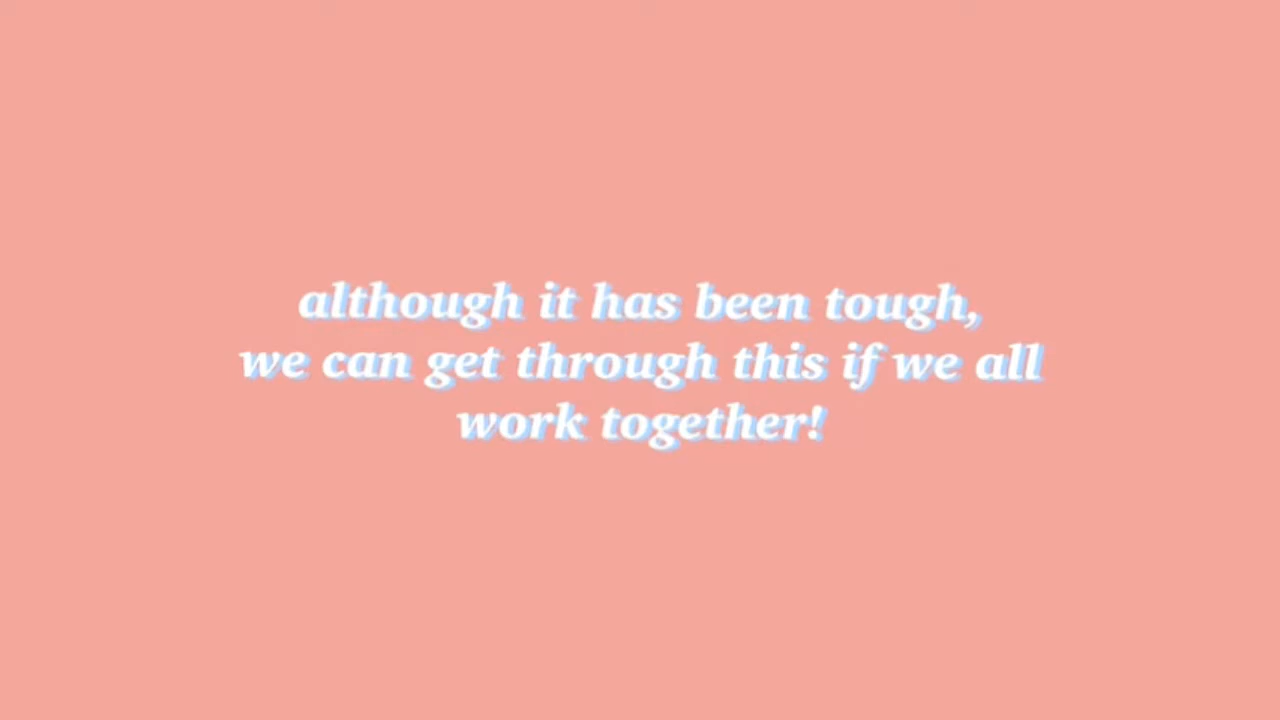 although it has been tough,
we can get through this if we all
work together!